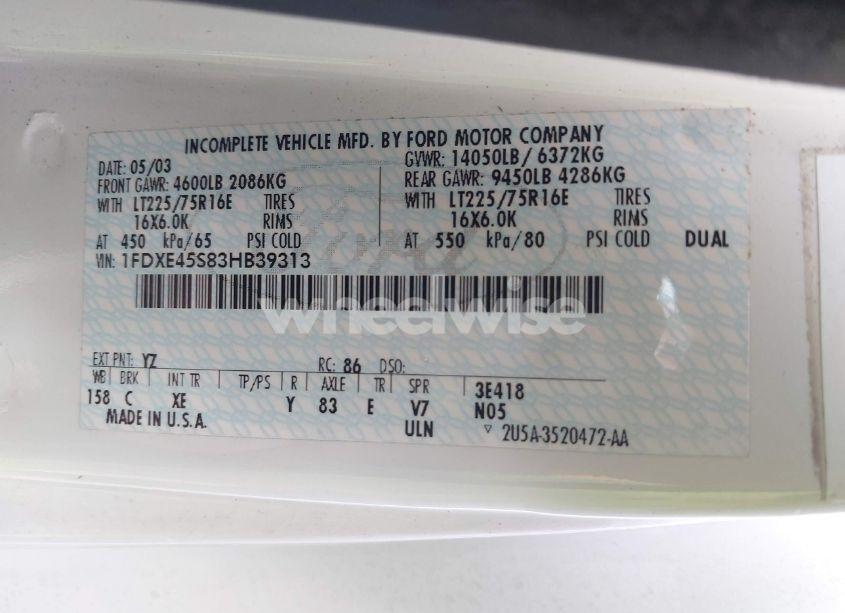 INCOMPLETE VEHICLE MFD. BY FORD MOTOR COMPANY
DATE: 05/03 GVWR: 14050LB/ 6372KG
FRONT GAWR: 4600LB 2086KG REAR GAWR: 9450LB 4286KG
WITH LT225/75R16E TIRES WITH LT225/75R16E TIRES
16X6.0K RIMS 16X6.0K RIMS
AT 450 kPa/65 PSI COLD AT 550 kPa/80 PSI COLD DUAL
VIN: 1FDXE45S83HB39313
wheelwise
EXT PNT: YZ RC: 86 DSO:
WB BRK INT TR TP/PS R AXLE TR SPR 3E418
158 C XE Y 83 E V7 N05
MADE IN U.S.A. ULN ▽ 2U5A-3520472-AA